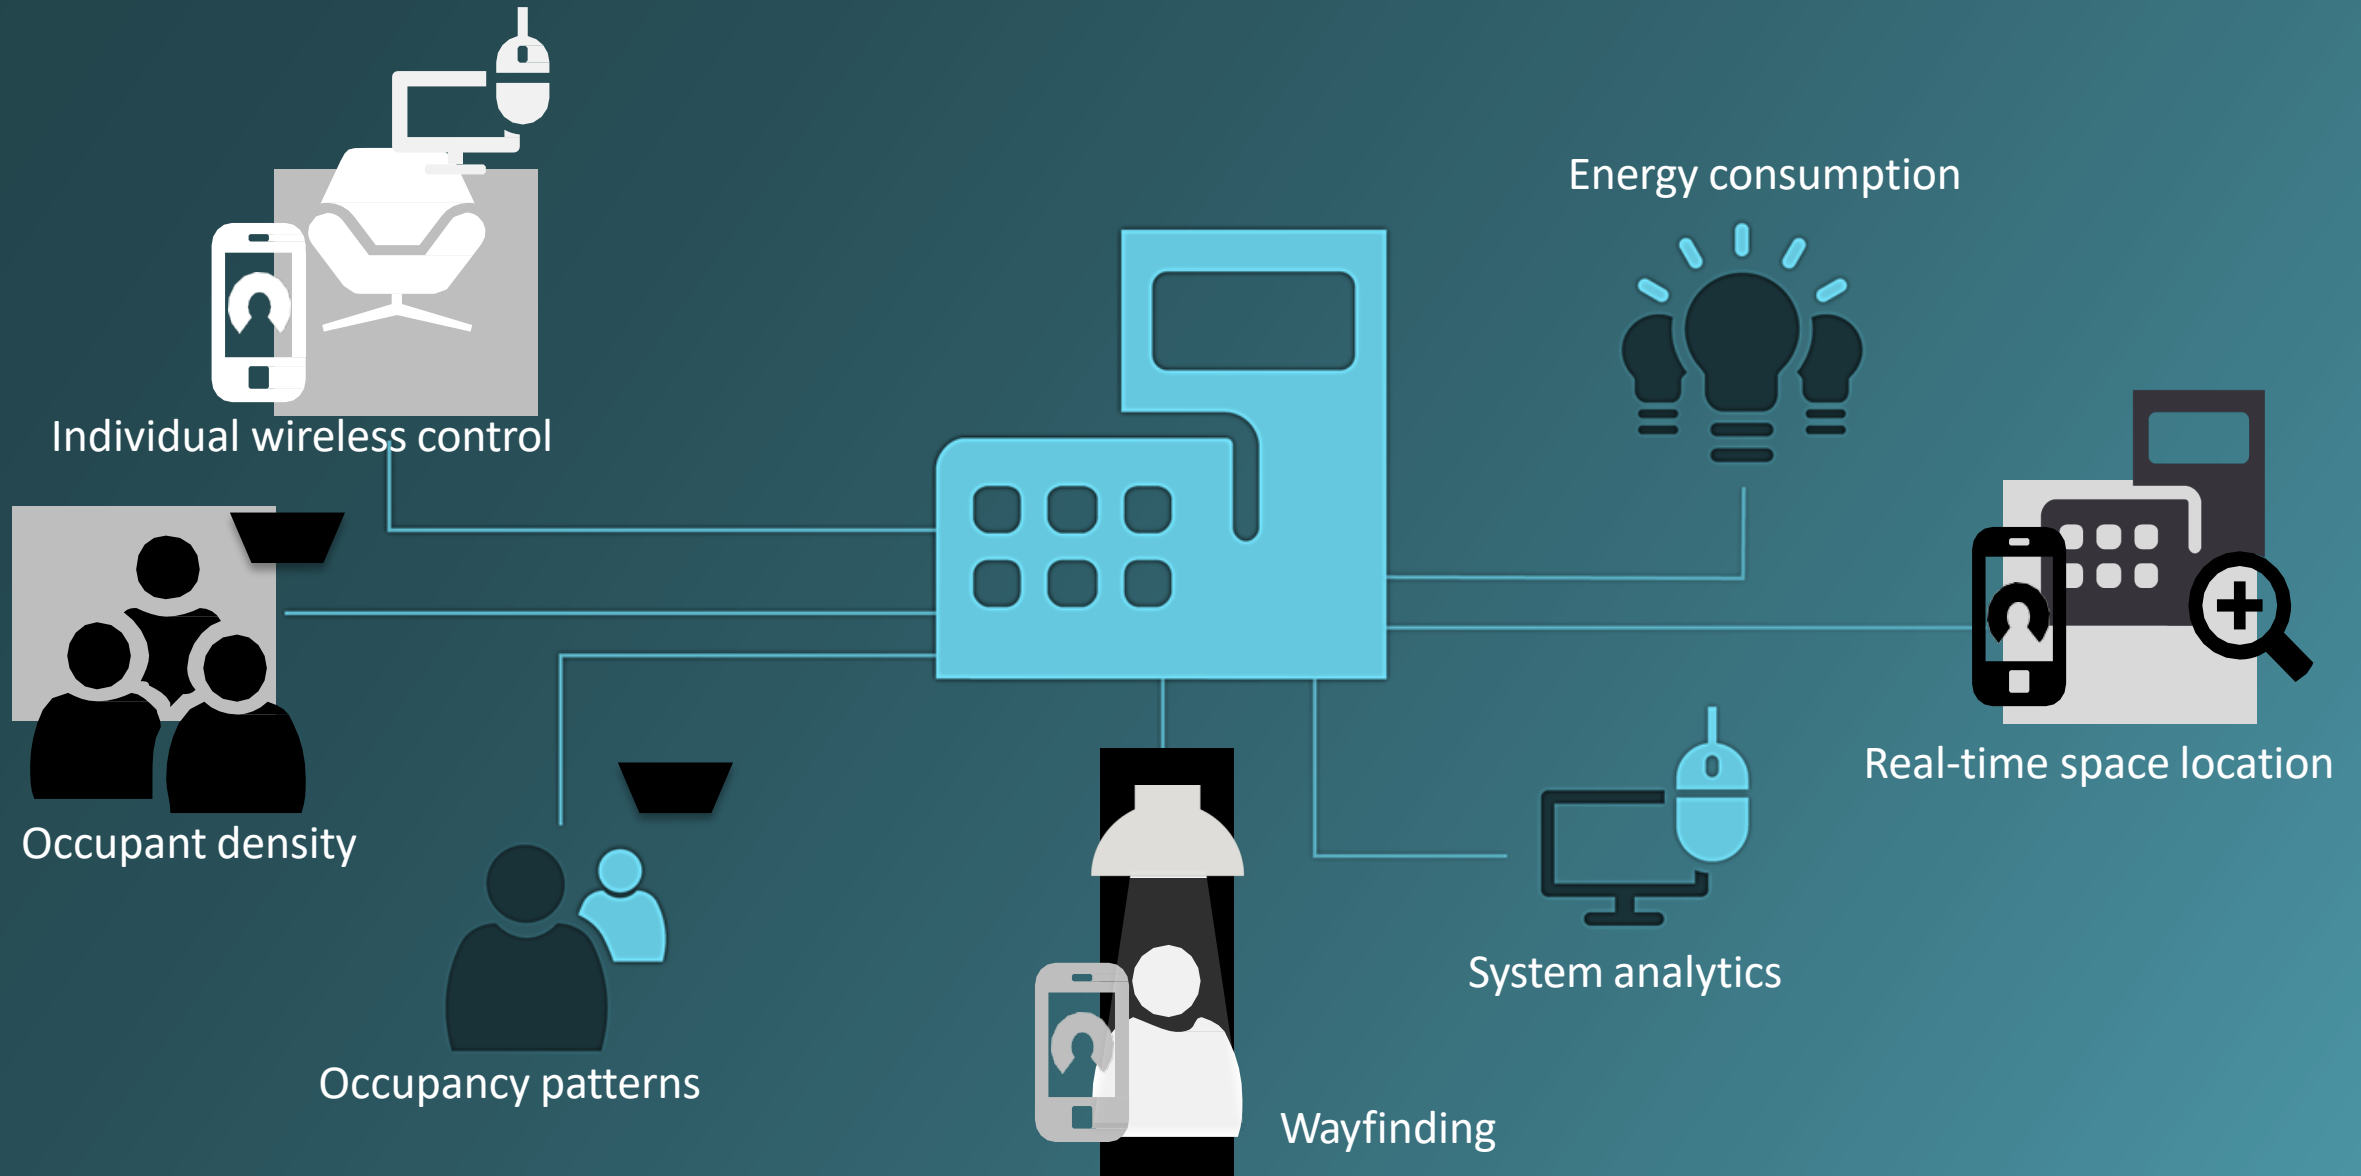 Energy consumption
Individual wireless control
Real-time space location
Occupant density
System analytics
Occupancy patterns
Wayfinding